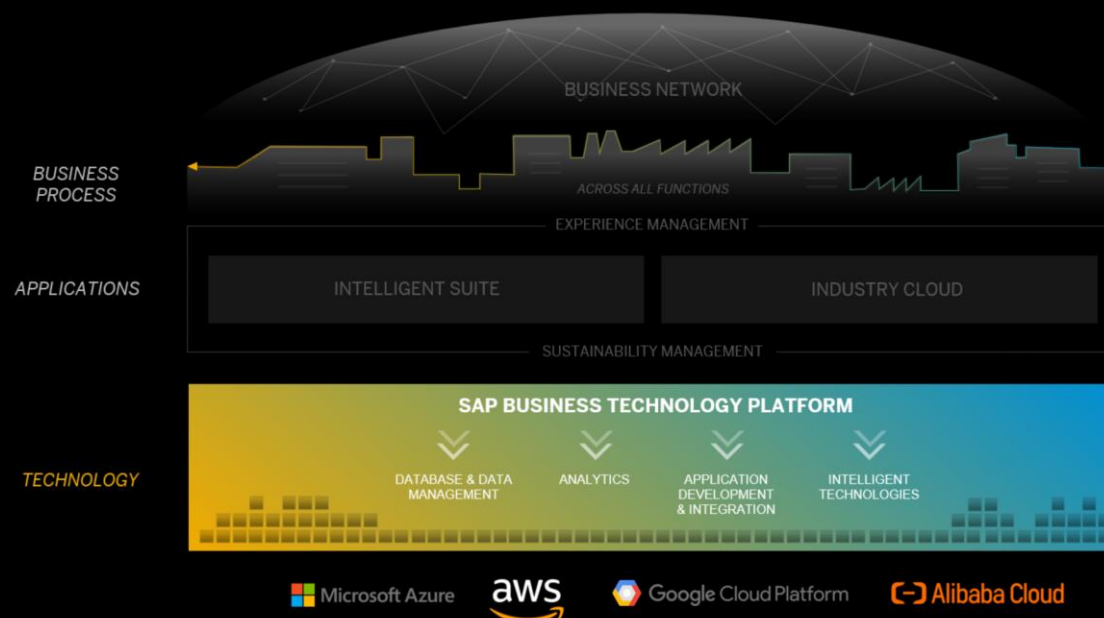 BUSINESS NETWORK
BUSINESS
PROCESS
ACROSS ALL FUNCTIONS
EXPERIENCE MANAGEMENT
APPLICATIONS
INTELLIGENT SUITE
INDUSTRY CLOUD
SUSTAINABILITY MANAGEMENT
SAP BUSINESS TECHNOLOGY PLATFORM
TECHNOLOGY
DATABASE & DATA
MANAGEMENT
ANALYTICS
APPLICATION
DEVELOPMENT
& INTEGRATION
INTELLIGENT
TECHNOLOGIES
Microsoft Azure
aws
Google Cloud Platform
Alibaba Cloud